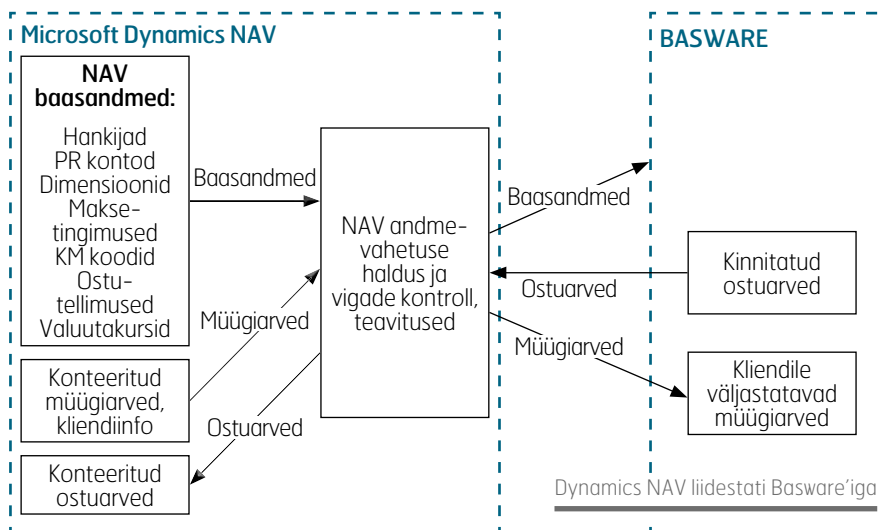 Microsoft Dynamics NAV
NAV
baasandmed:
Hankijad
PR kontod
Dimensioonid
Makse-
tingimused
KM koodid
Ostu-
tellimused
Valuutakursid
Konteeritud
müügiarved,
kliendiinfo
Konteeritud
ostuarved
Baasandmed
Müügiarved
Ostuarved
NAV andme-
vahetuse
haldus ja
vigade kontroll,
teavitused
Baasandmed
Ostuarved
Müügiarved
BASWARE
Kinnitatud
ostuarved
Kliendile
väljastatavad
müügiarved
Dynamics NAV liidestati Basware’iga